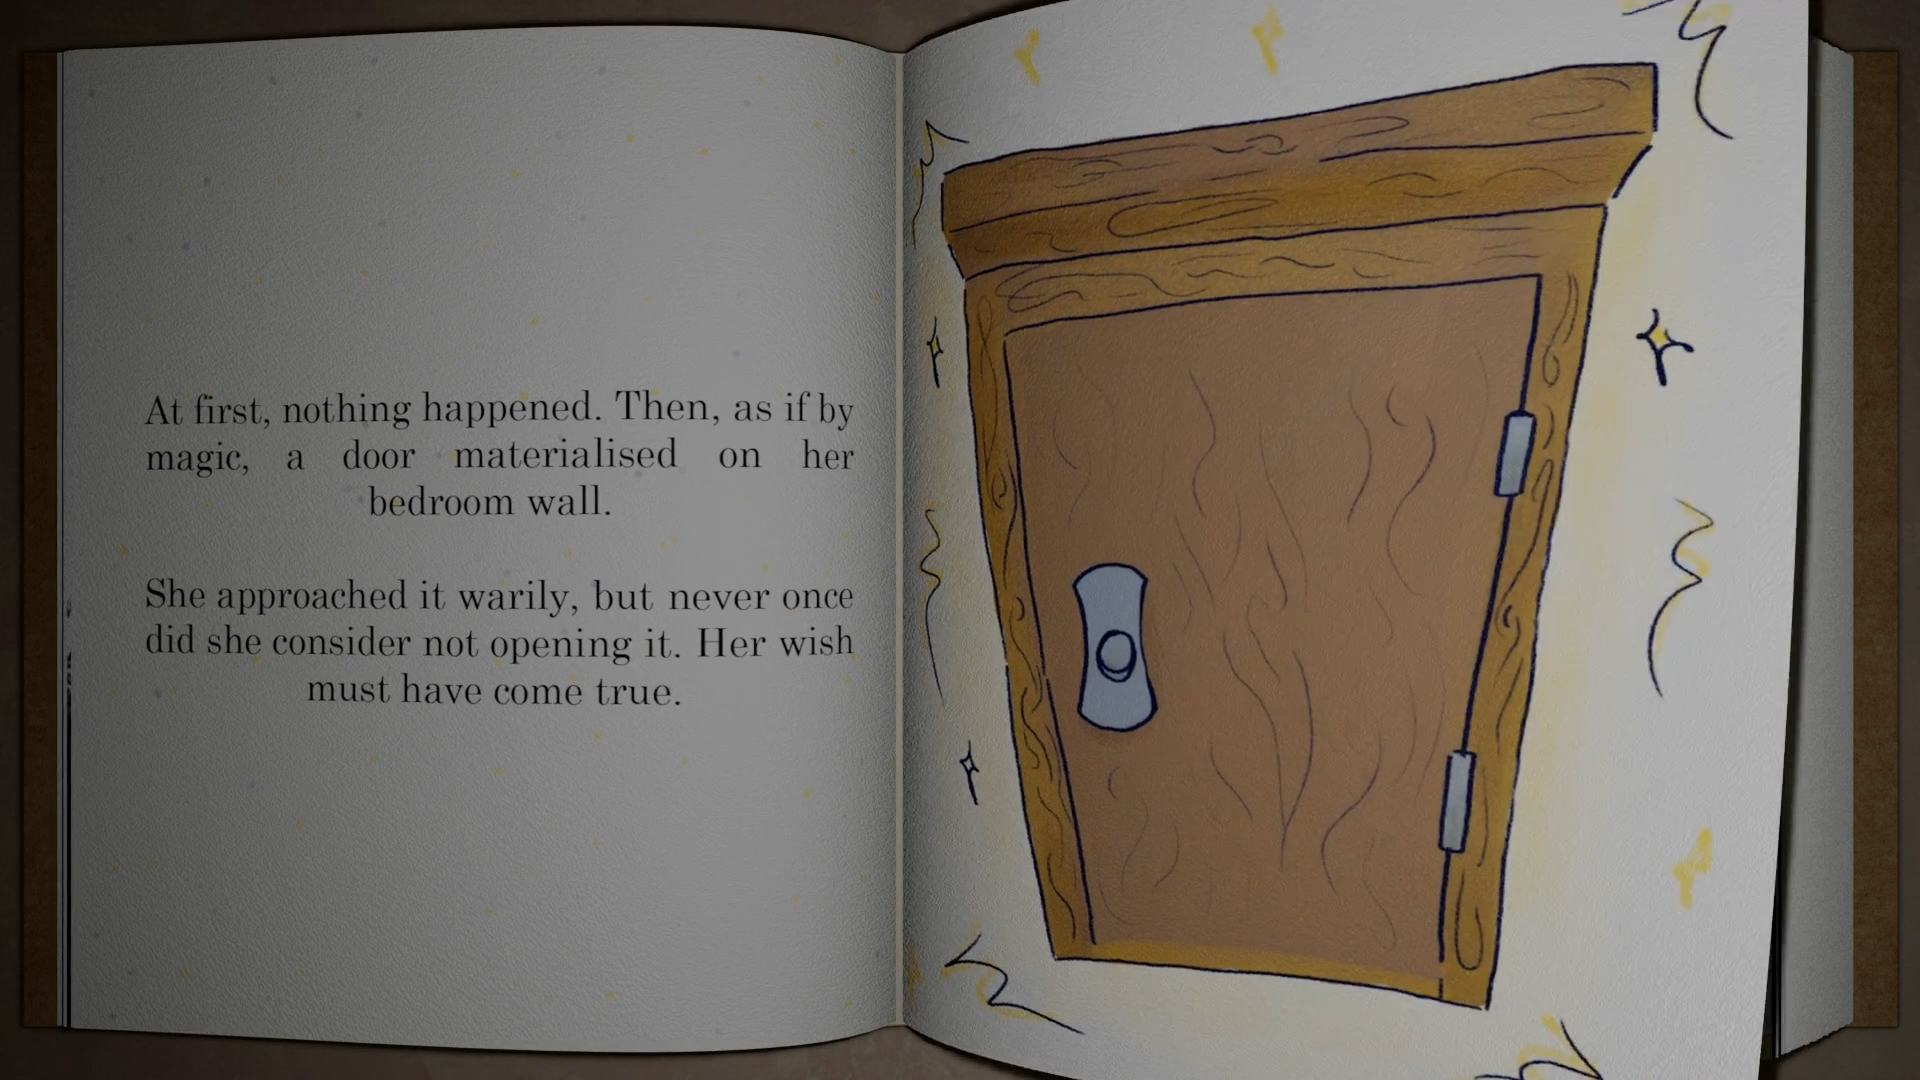 At first, nothing happened. Then, as if by
magic, a door materialised on her
bedroom wall.
She approached it warily, but never once
did she consider not opening it. Her wish
must have come true.